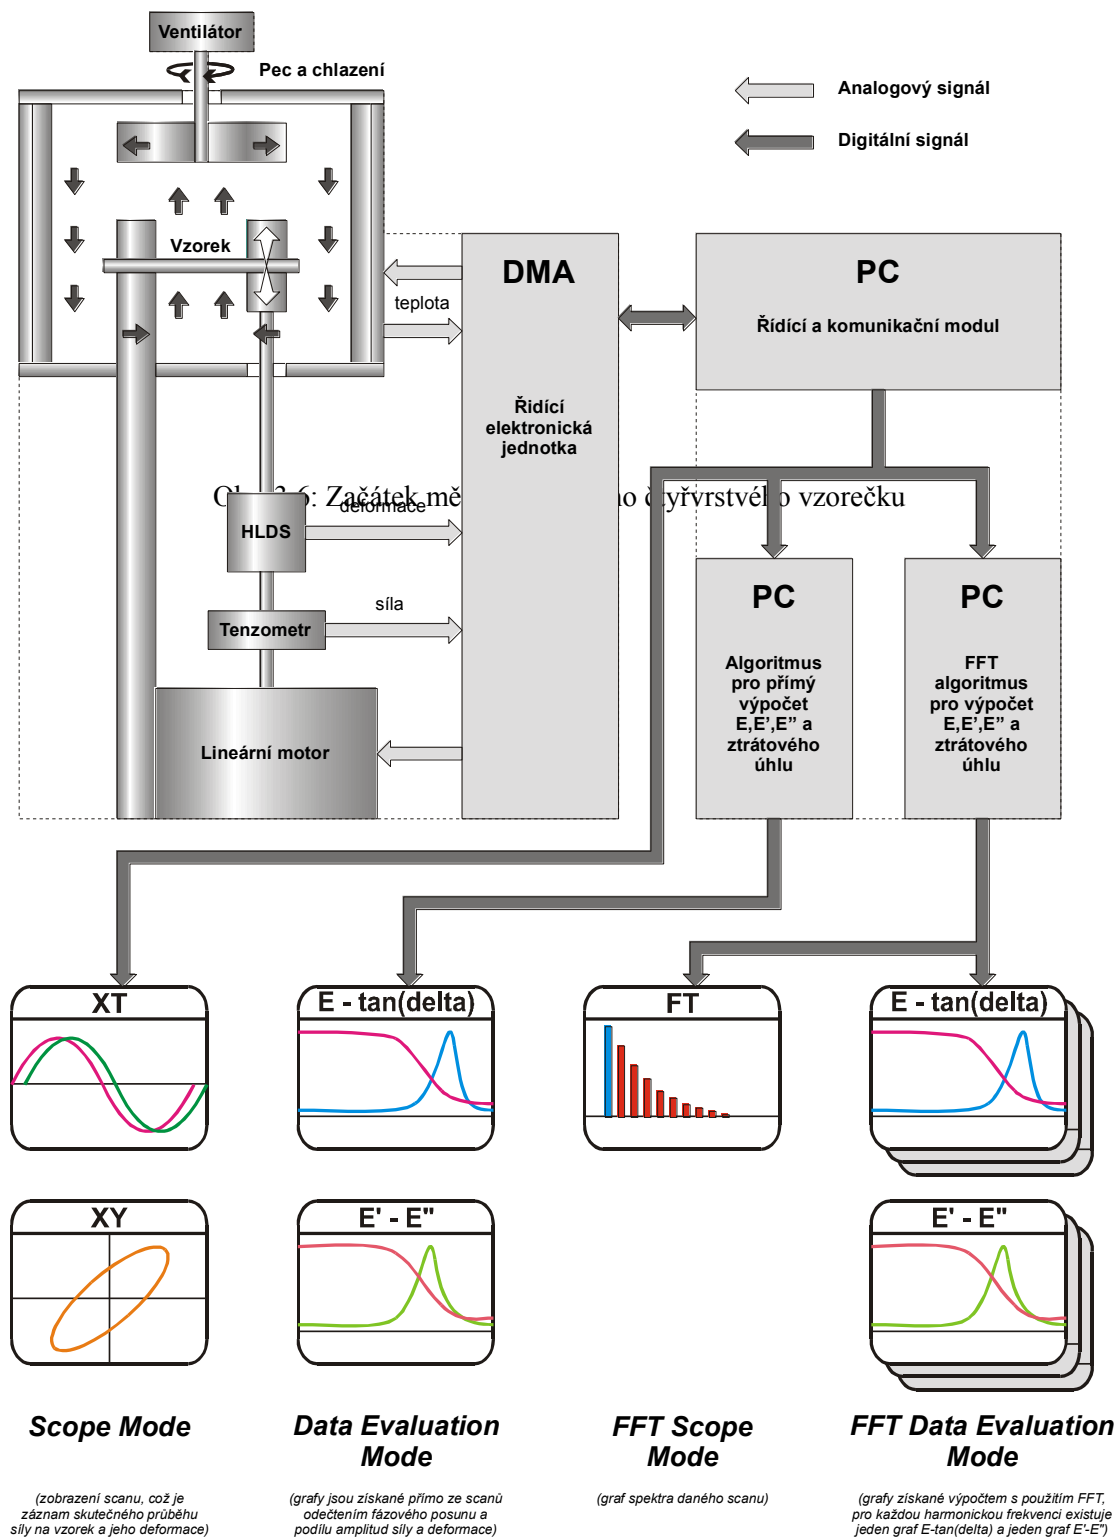 Ventilátor
Pec a chlazení
Analogový signál
Digitální signál
Vzorek
teplota
DMA
Řidící
elektronická
jednotka
PC
Řídící a komunikační modul
Začátek
čtyřvrstvého vzorečku
deformace
HLDS
síla
Tenzometr
Lineární motor
PC
Algoritmus
pro přímý
výpočet
E,E’,E” a
ztrátového
úhlu
PC
FFT
algoritmus
pro výpočet
E,E’,E” a
ztrátového
úhlu
XT
E - tan(delta)
FT
E - tan(delta)
XY
E' - E"
E' - E"
Scope Mode
(zobrazení scanu, což je
záznam skutečného průběhu
síly na vzorek a jeho deformace)
Data Evaluation
Mode
(grafy jsou získané přímo ze scanů
odečtením fázového posunu a
podílu amplitud síly a deformace)
FFT Scope
Mode
(graf spektra daného scanu)
FFT Data Evaluation
Mode
(grafy získané výpočtem s použitím FFT,
pro každou harmonickou frekvenci existuje
jeden graf E-tan(delta) a jeden graf E'-E")